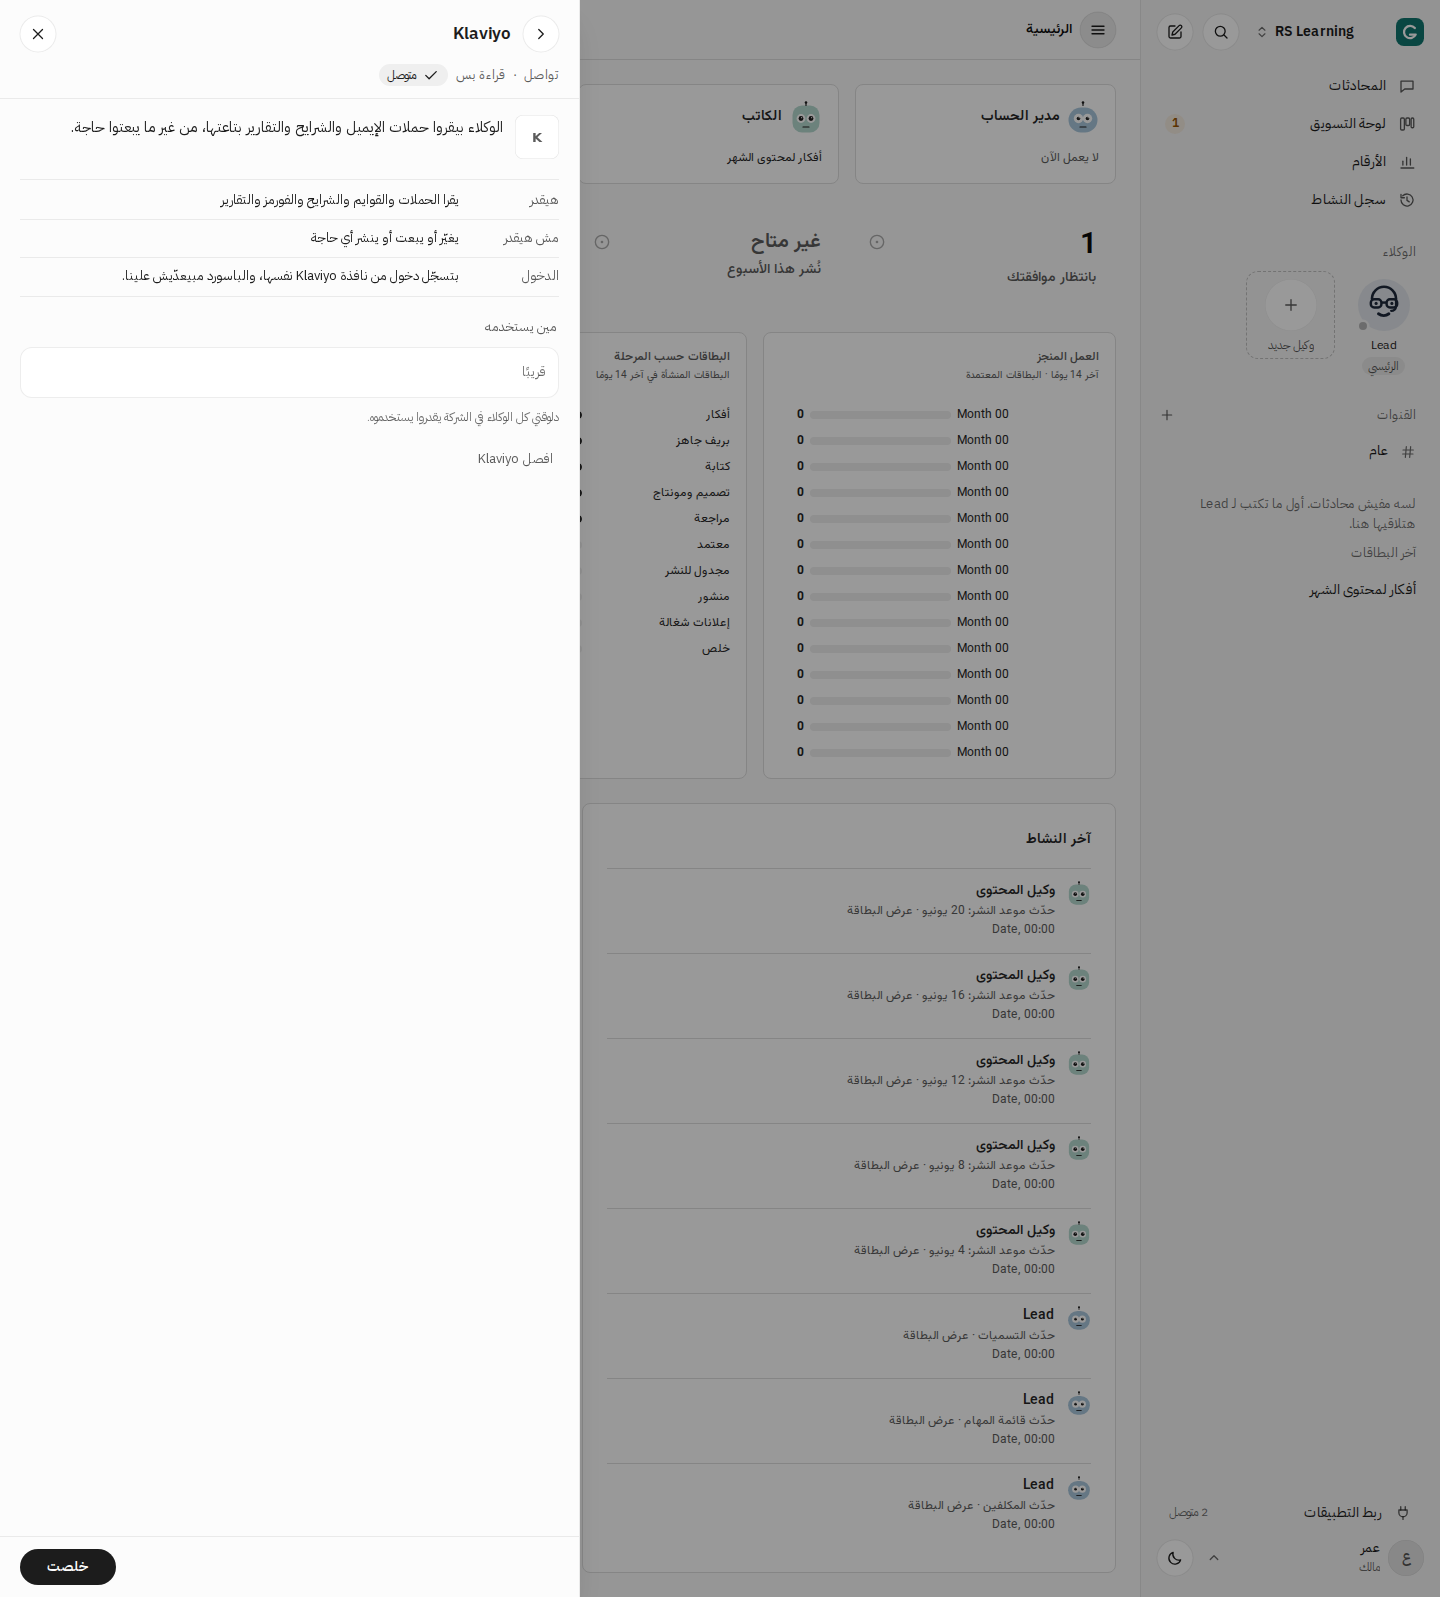 RS Learning
المحادثات
لوحة التسويق
1
الأرقام
سجل النشاط
الوكلاء
Lead
الرئيسي
وكيل جديد
القنوات
عام
لسه مفيش محادثات. أول ما تكتب لـ Lead
هتلاقيها هنا.
آخر البطاقات
أفكار لمحتوى الشهر
ربط التطبيقات
2 متوصل
ع
عمر
مالك
الرئيسية
مدير الحساب
لا يعمل الآن
الكاتب
أفكار لمحتوى الشهر
1
بانتظار موافقتك
غير متاح
نُشر هذا الأسبوع
العمل المنجز
آخر 14 يومًا · البطاقات المعتمدة
Month 00 0
Month 00 0
Month 00 0
Month 00 0
Month 00 0
Month 00 0
Month 00 0
Month 00 0
Month 00 0
Month 00 0
Month 00 0
Month 00 0
Month 00 0
Month 00 0
البطاقات حسب المرحلة
البطاقات المنشأة في آخر 14 يومًا
أفكار
بريف جاهز
كتابة
تصميم ومونتاج
مراجعة
معتمد
مجدول للنشر
منشور
إعلانات شغالة
خلص
آخر النشاط
وكيل المحتوى
حدّث موعد النشر: 20 يونيو · عرض البطاقة
Date, 00:00
وكيل المحتوى
حدّث موعد النشر: 16 يونيو · عرض البطاقة
Date, 00:00
وكيل المحتوى
حدّث موعد النشر: 12 يونيو · عرض البطاقة
Date, 00:00
وكيل المحتوى
حدّث موعد النشر: 8 يونيو · عرض البطاقة
Date, 00:00
وكيل المحتوى
حدّث موعد النشر: 4 يونيو · عرض البطاقة
Date, 00:00
Lead
حدّث التسميات · عرض البطاقة
Date, 00:00
Lead
حدّث قائمة المهام · عرض البطاقة
Date, 00:00
Lead
حدّث المكلفين · عرض البطاقة
Date, 00:00
Klaviyo
تواصل · قراءة بس متوصل
K
الوكلاء بيقروا حملات الإيميل والشرايح والتقارير بتاعتها، من غير ما يبعتوا حاجة.
هيقدر يقرا الحملات والقوايم والشرايح والفورمز والتقارير
مش هيقدر يغيّر أو يبعت أو ينشر أي حاجة
الدخول بتسجّل دخول من نافذة Klaviyo نفسها، والباسورد مبيعدّيش علينا.
مين يستخدمه
قريبًا
دلوقتي كل الوكلاء في الشركة يقدروا يستخدموه.
افصل Klaviyo
خلصت